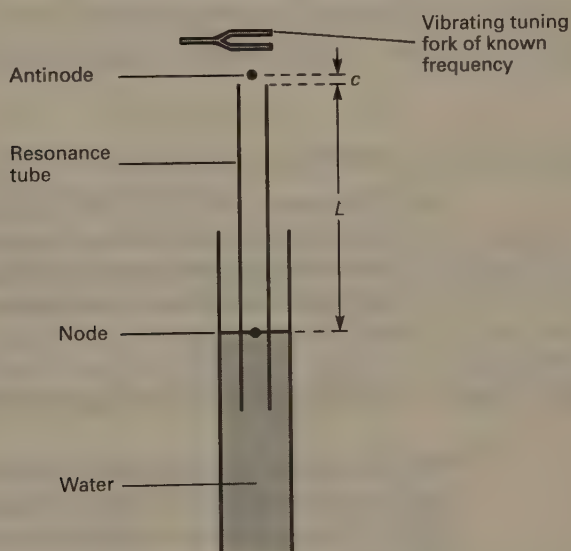 Vibrating tuning
fork of known
frequency
Antinode
c
Resonance
tube
L
Node
Water